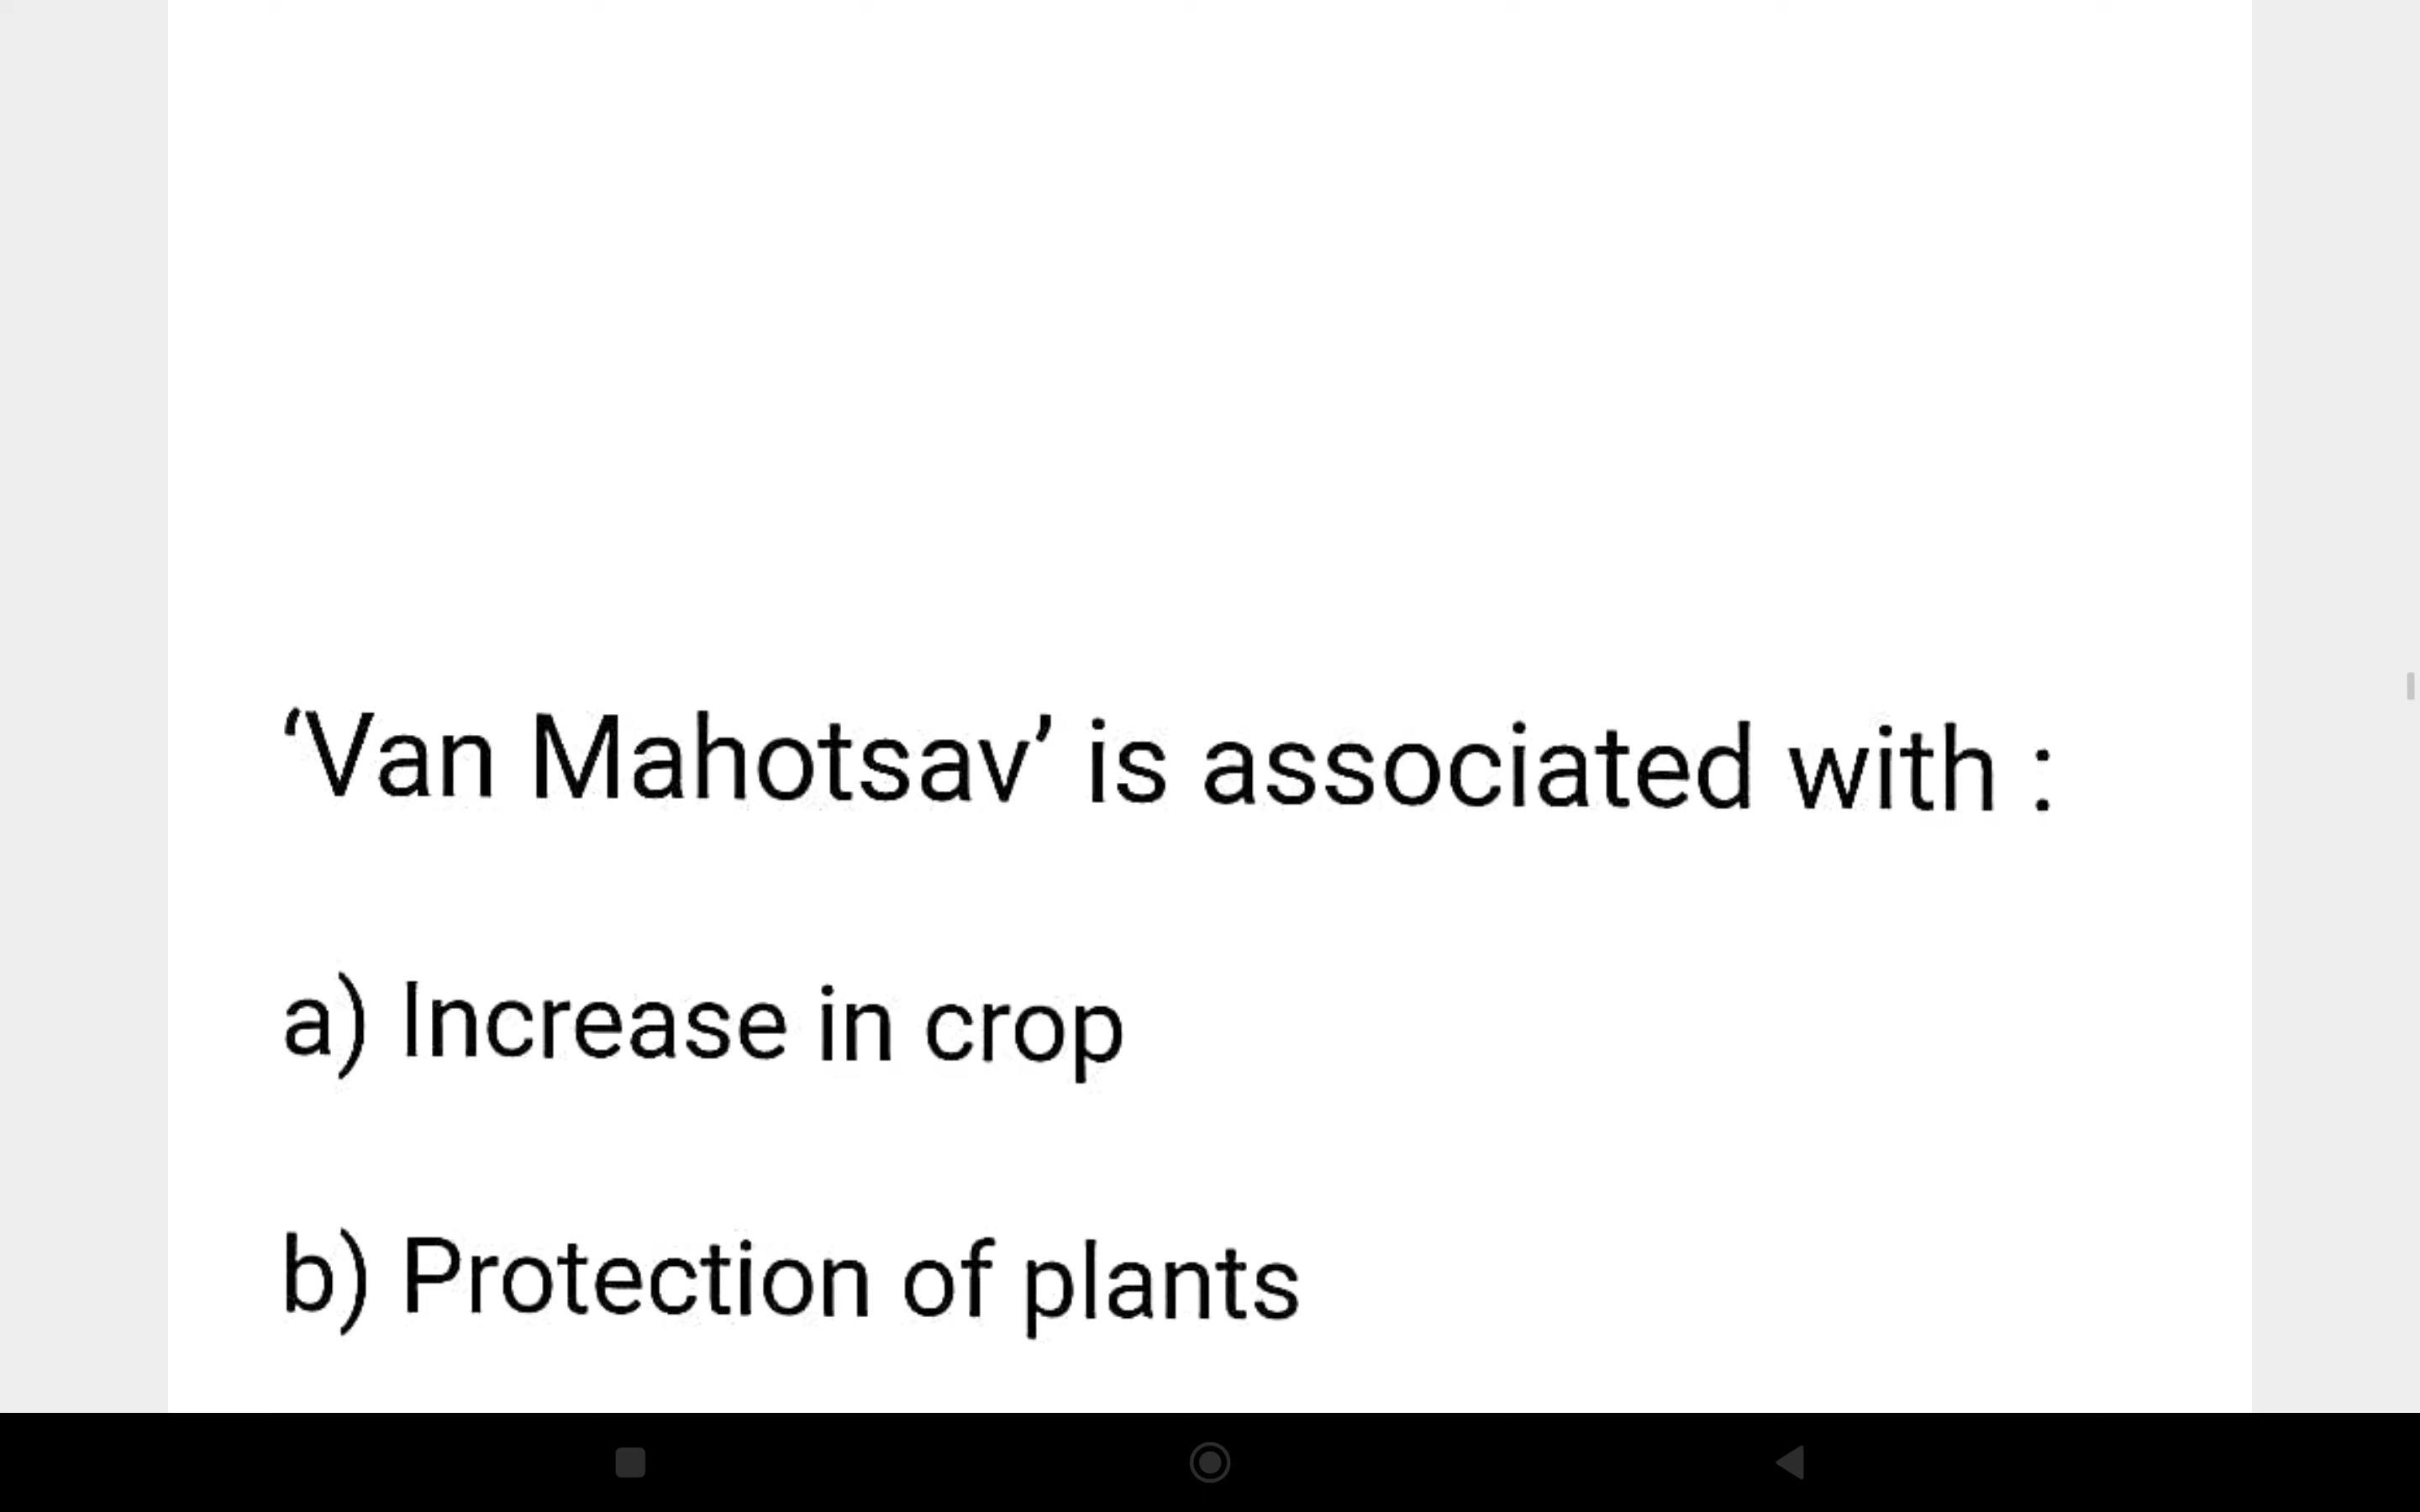 ‘Van Mahotsav’ is associated with :
a) Increase in crop
b) Protection of plants